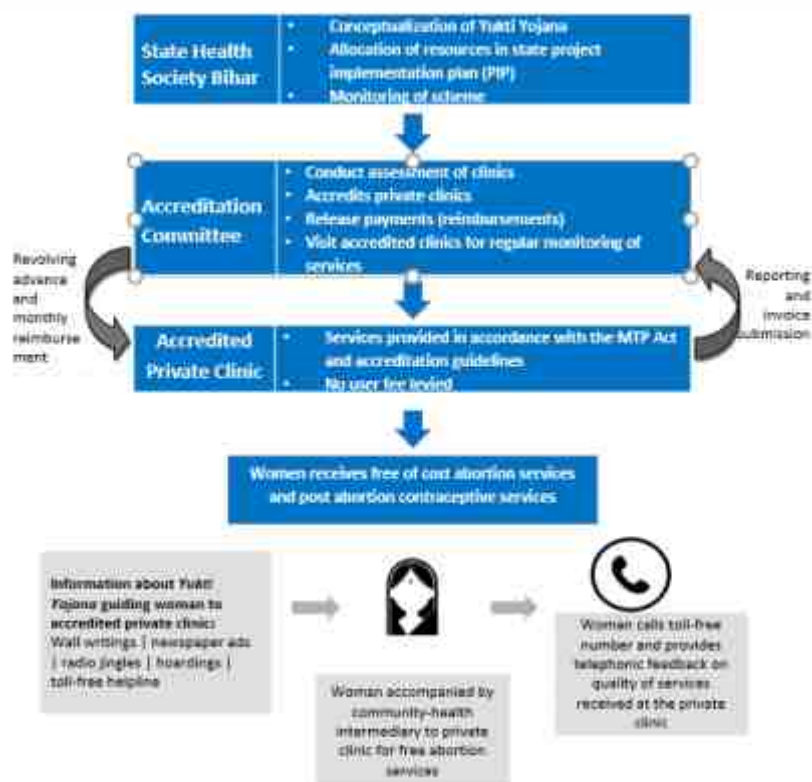 State Health
Society Bihar
• Conceptualization of Yukti Yojana
• Allocation of resources in state project
implementation plan (PIP)
• Monitoring of scheme
Accreditation
Committee
• Conduct assessment of clinics
• Accredits private clinics
• Release payments (reimbursements)
• Visit accredited clinics for regular monitoring of
services
Revolving
advance
and
monthly
reimburse
ment
Reporting
and
invoice
submission
Accredited
Private Clinic
• Services provided in accordance with the MTP Act
and accreditation guidelines
• No user fee levied
Women receives free of cost abortion services
and post abortion contraceptive services
Information about Yukti
Yojana guiding woman to
accredited private clinic:
Wall writings | newspaper ads
| radio jingles | hoardings |
toll-free helpline
Woman accompanied by
community-health
intermediary to private
clinic for free abortion
services
Woman calls toll-free
number and provides
telephonic feedback on
quality of services
received at the private
clinic